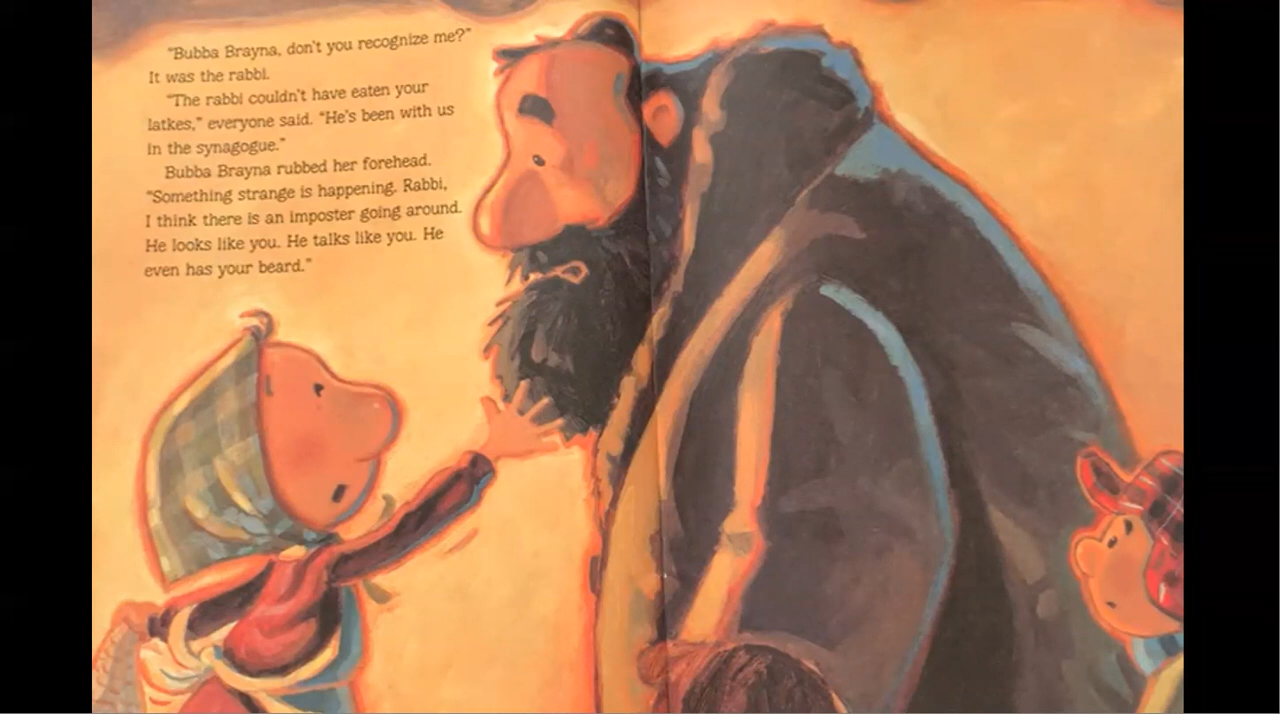 "Bubba Brayna, don't you recognize me?"
It was the rabbi.
"The rabbi couldn't have eaten your
latkes," everyone said. "He's been with us
in the synagogue."
Bubba Brayna rubbed her forehead.
"Something strange is happening. Rabbi,
I think there is an imposter going around.
He looks like you. He talks like you. He
even has your beard."